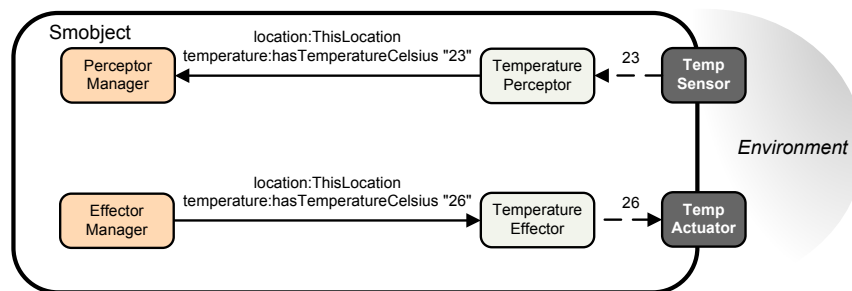 Smobject
location:ThisLocation
temperature:hasTemperatureCelsius "23"
Perceptor
Manager
Temperature
Perceptor
23
Temp
Sensor
Environment
location:ThisLocation
temperature:hasTemperatureCelsius "26"
Effector
Manager
Temperature
Effector
26
Temp
Actuator